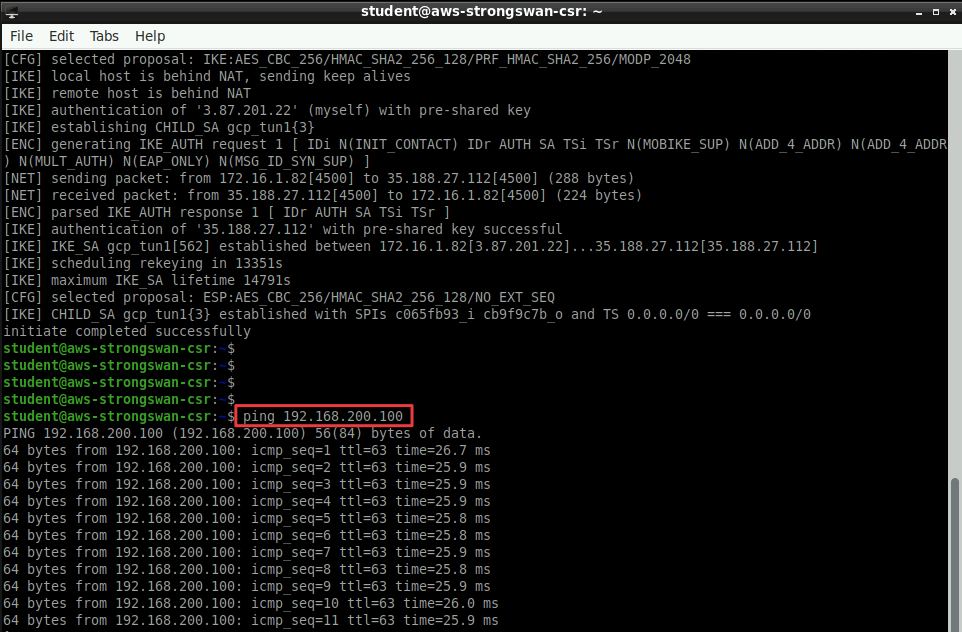 student@aws-strongswan-csr: ~
File Edit Tabs Help
[CFG] selected proposal: IKE:AES_CBC_256/HMAC_SHA2_256_128/PRF_HMAC_SHA2_256/MODP_2048
[IKE] local host is behind NAT, sending keep alives
[IKE] remote host is behind NAT
[IKE] authentication of '3.87.201.22' (myself) with pre-shared key
[IKE] establishing CHILD_SA gcp_tun1{3}
[ENC] generating IKE_AUTH request 1 [ IDi N(INIT_CONTACT) IDr AUTH SA TSi TSr N(MOBIKE_SUP) N(ADD_4_ADDR) N(ADD_4_ADDR
) N(MULT_AUTH) N(EAP_ONLY) N(MSG_ID_SYN_SUP) ]
[NET] sending packet: from 172.16.1.82[4500] to 35.188.27.112[4500] (288 bytes)
[NET] received packet: from 35.188.27.112[4500] to 172.16.1.82[4500] (224 bytes)
[ENC] parsed IKE_AUTH response 1 [ IDr AUTH SA TSi TSr ]
[IKE] authentication of '35.188.27.112' with pre-shared key successful
[IKE] IKE_SA gcp_tun1[562] established between 172.16.1.82[3.87.201.22]...35.188.27.112[35.188.27.112]
[IKE] scheduling rekeying in 13351s
[IKE] maximum IKE_SA lifetime 14791s
[CFG] selected proposal: ESP:AES_CBC_256/HMAC_SHA2_256_128/NO_EXT_SEQ
[IKE] CHILD_SA gcp_tun1{3} established with SPIs c065fb93_i cb9f9c7b_o and TS 0.0.0.0/0 === 0.0.0.0/0
initiate completed successfully
student@aws-strongswan-csr:~$
student@aws-strongswan-csr:~$
student@aws-strongswan-csr:~$
student@aws-strongswan-csr:~$
student@aws-strongswan-csr:~$ ping 192.168.200.100
PING 192.168.200.100 (192.168.200.100) 56(84) bytes of data.
64 bytes from 192.168.200.100: icmp_seq=1 ttl=63 time=26.7 ms
64 bytes from 192.168.200.100: icmp_seq=2 ttl=63 time=25.9 ms
64 bytes from 192.168.200.100: icmp_seq=3 ttl=63 time=25.9 ms
64 bytes from 192.168.200.100: icmp_seq=4 ttl=63 time=25.9 ms
64 bytes from 192.168.200.100: icmp_seq=5 ttl=63 time=25.8 ms
64 bytes from 192.168.200.100: icmp_seq=6 ttl=63 time=25.8 ms
64 bytes from 192.168.200.100: icmp_seq=7 ttl=63 time=25.9 ms
64 bytes from 192.168.200.100: icmp_seq=8 ttl=63 time=25.8 ms
64 bytes from 192.168.200.100: icmp_seq=9 ttl=63 time=25.9 ms
64 bytes from 192.168.200.100: icmp_seq=10 ttl=63 time=26.0 ms
64 bytes from 192.168.200.100: icmp_seq=11 ttl=63 time=25.9 ms